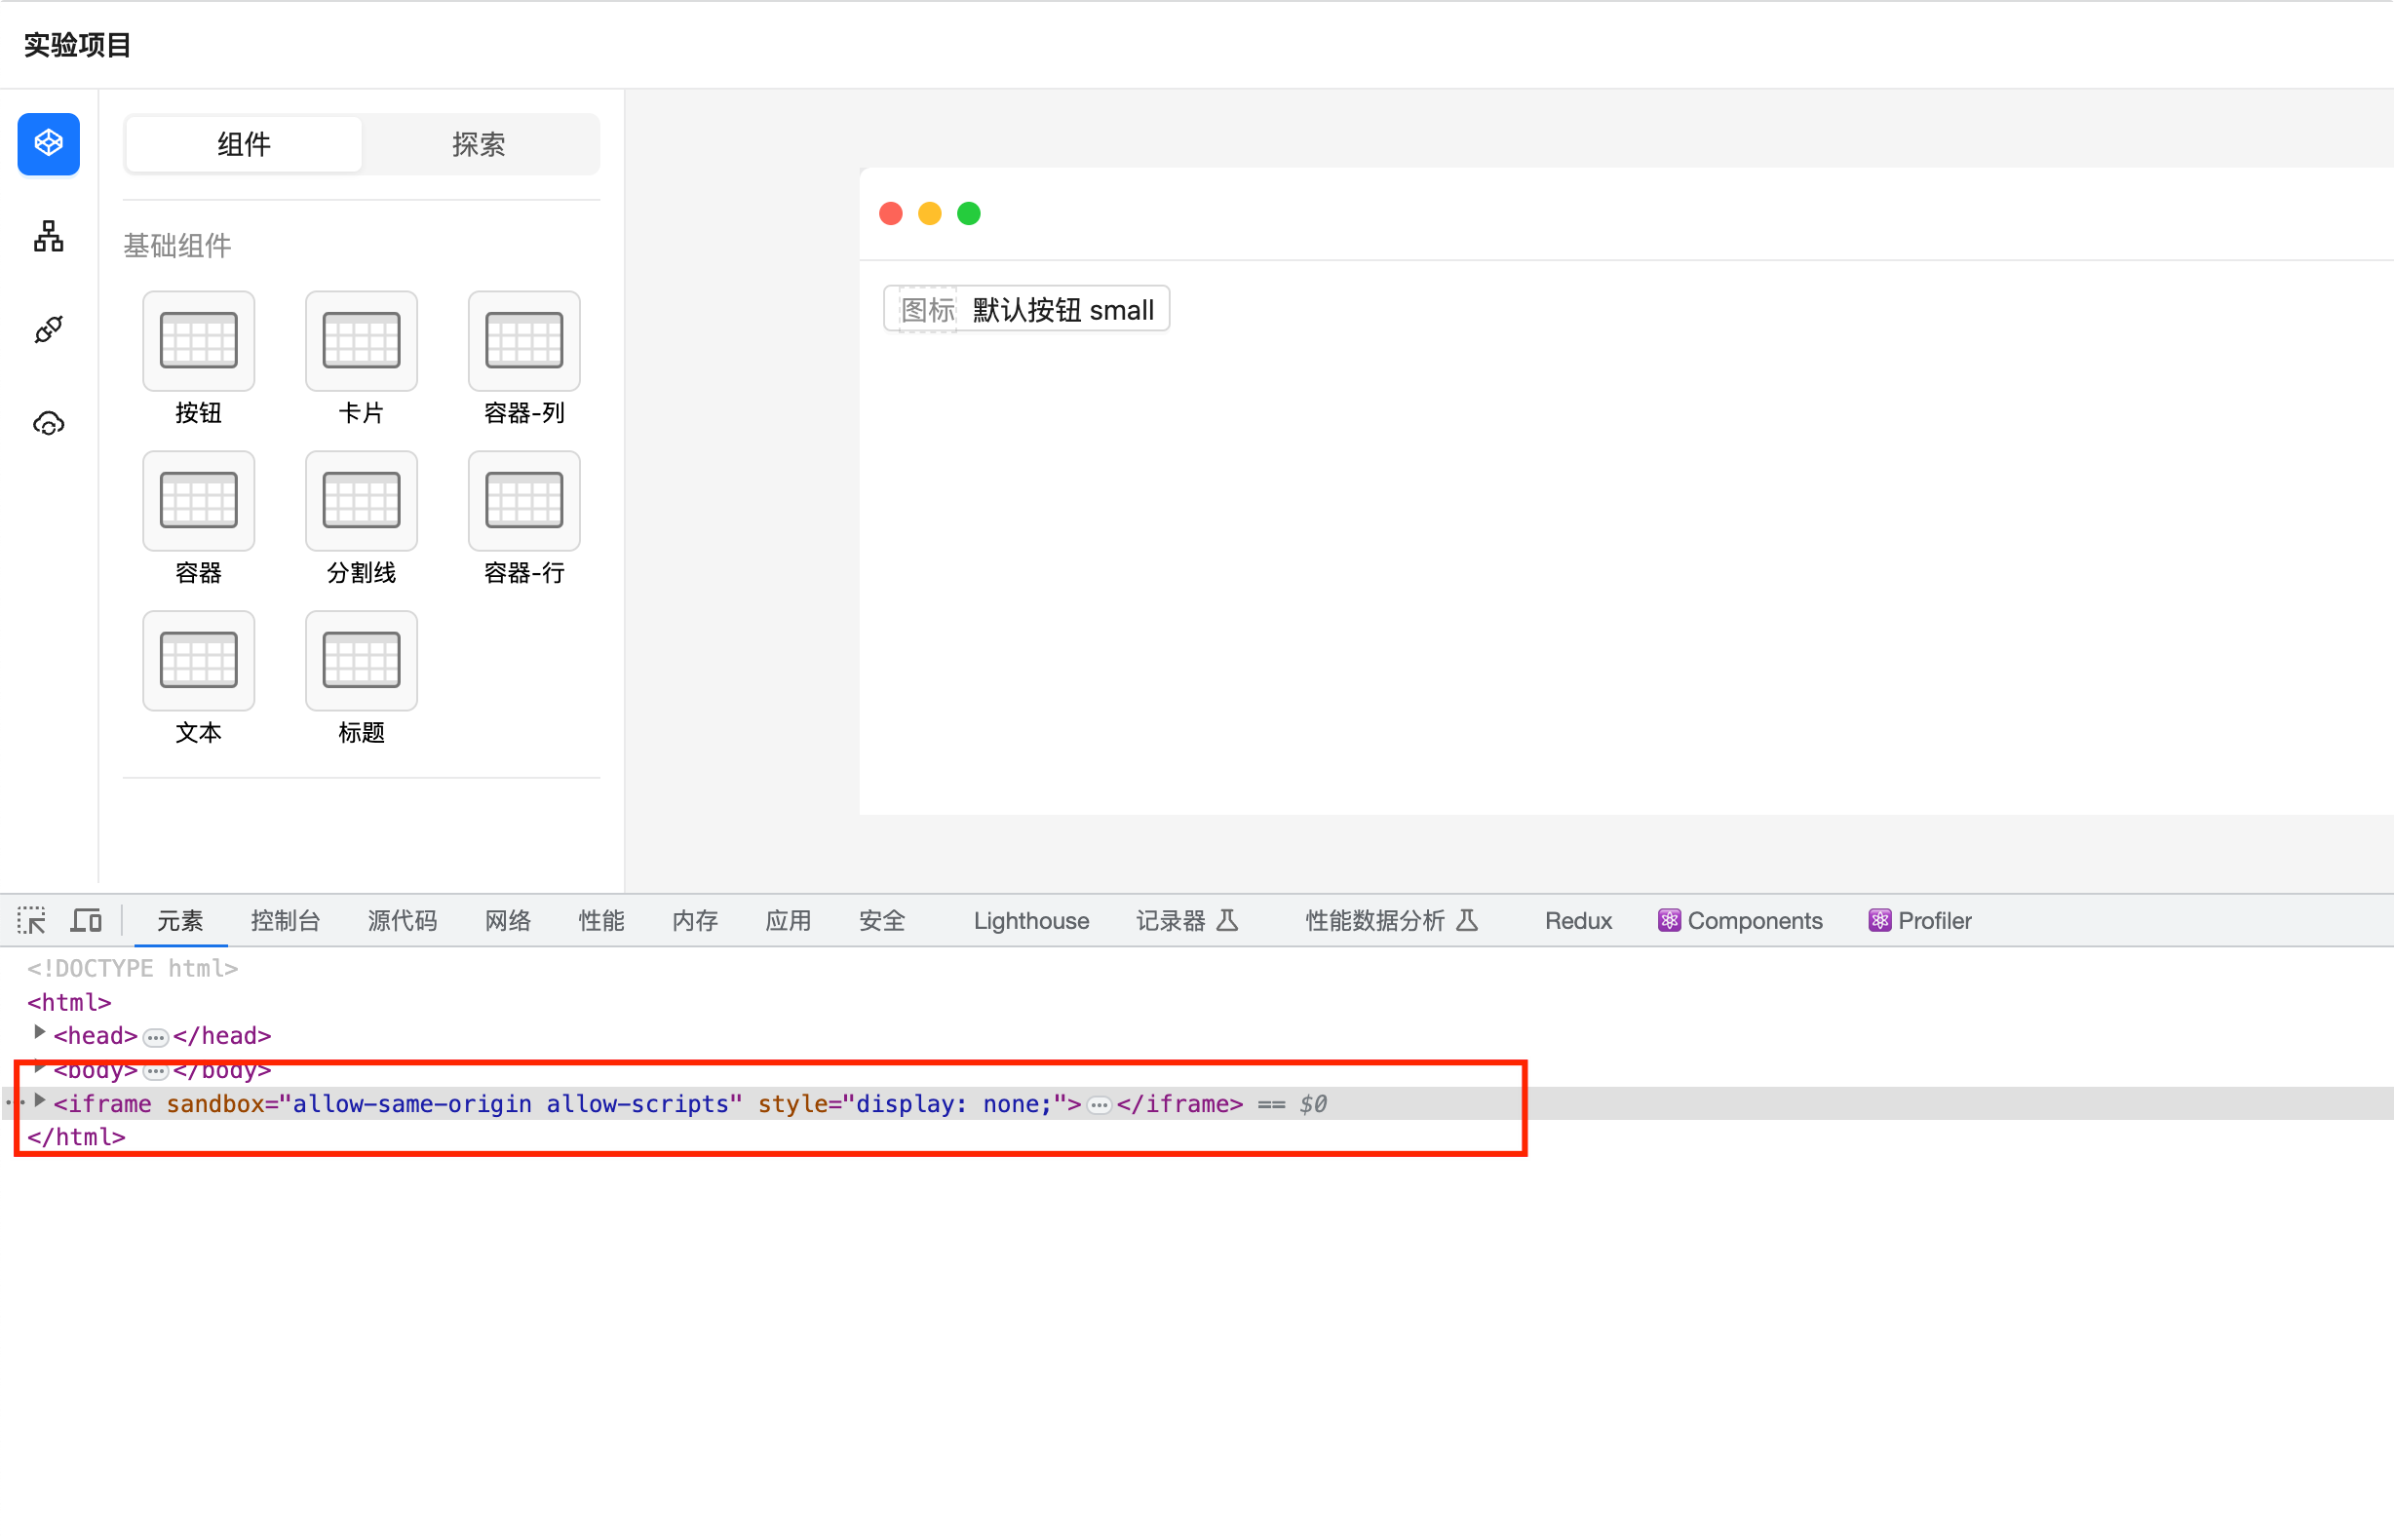 实验项目
组件 探索
基础组件
按钮 卡片 容器-列
容器 分割线 容器-行
文本 标题
图标 默认按钮 small
元素 控制台 源代码 网络 性能 内存 应用 安全 Lighthouse 记录器 性能数据分析 Redux Components Profiler
<!DOCTYPE html>
<html>
<head>…</head>
<body>…</body>
<iframe sandbox="allow-same-origin allow-scripts" style="display: none;">…</iframe> == $0
</html>